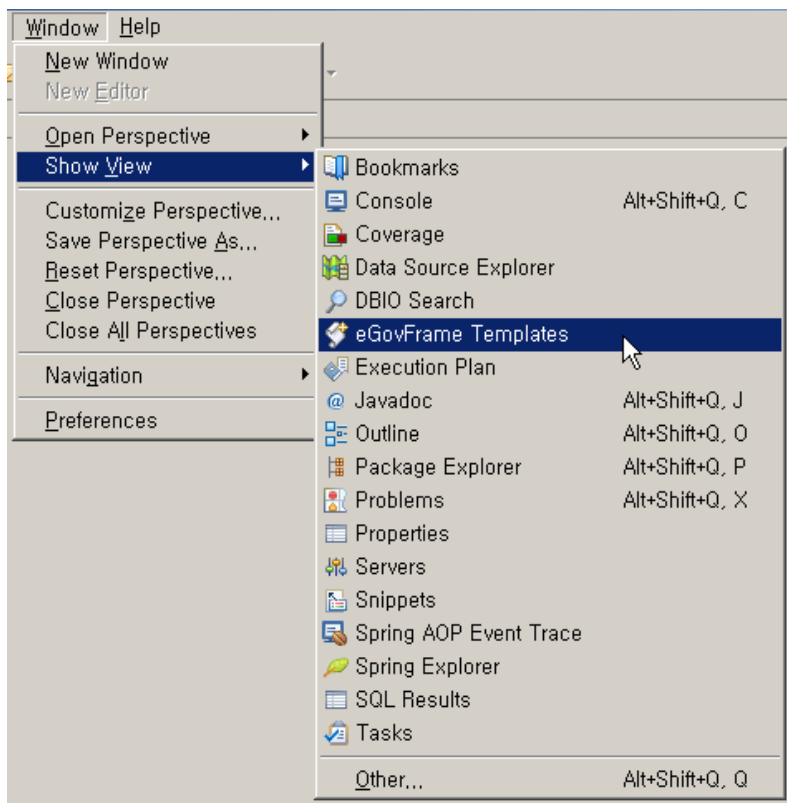 Window Help
New Window
New Editor
Open Perspective
Show View
Customize Perspective...
Save Perspective As...
Reset Perspective...
Close Perspective
Close All Perspectives
Navigation
Preferences
Bookmarks
Console Alt+Shift+Q, C
Coverage
Data Source Explorer
DBIO Search
eGovFrame Templates
Execution Plan
Javadoc Alt+Shift+Q, J
Outline Alt+Shift+Q, O
Package Explorer Alt+Shift+Q, P
Problems Alt+Shift+Q, X
Properties
Servers
Snippets
Spring AOP Event Trace
Spring Explorer
SQL Results
Tasks
Other... Alt+Shift+Q, Q